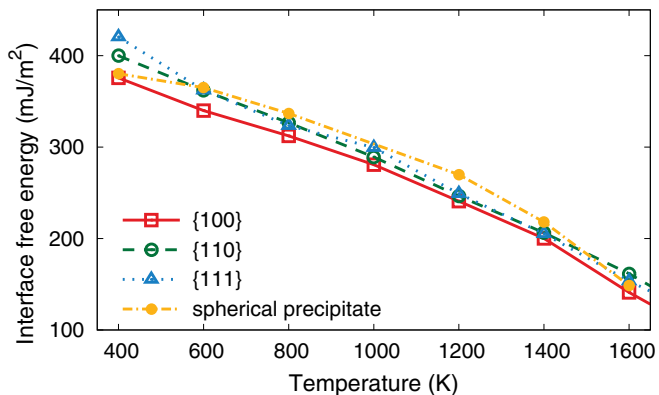 Interface free energy (mJ/m²)
400
300
200
100
{100}
{110}
{111}
spherical precipitate
400 600 800 1000 1200 1400 1600
Temperature (K)